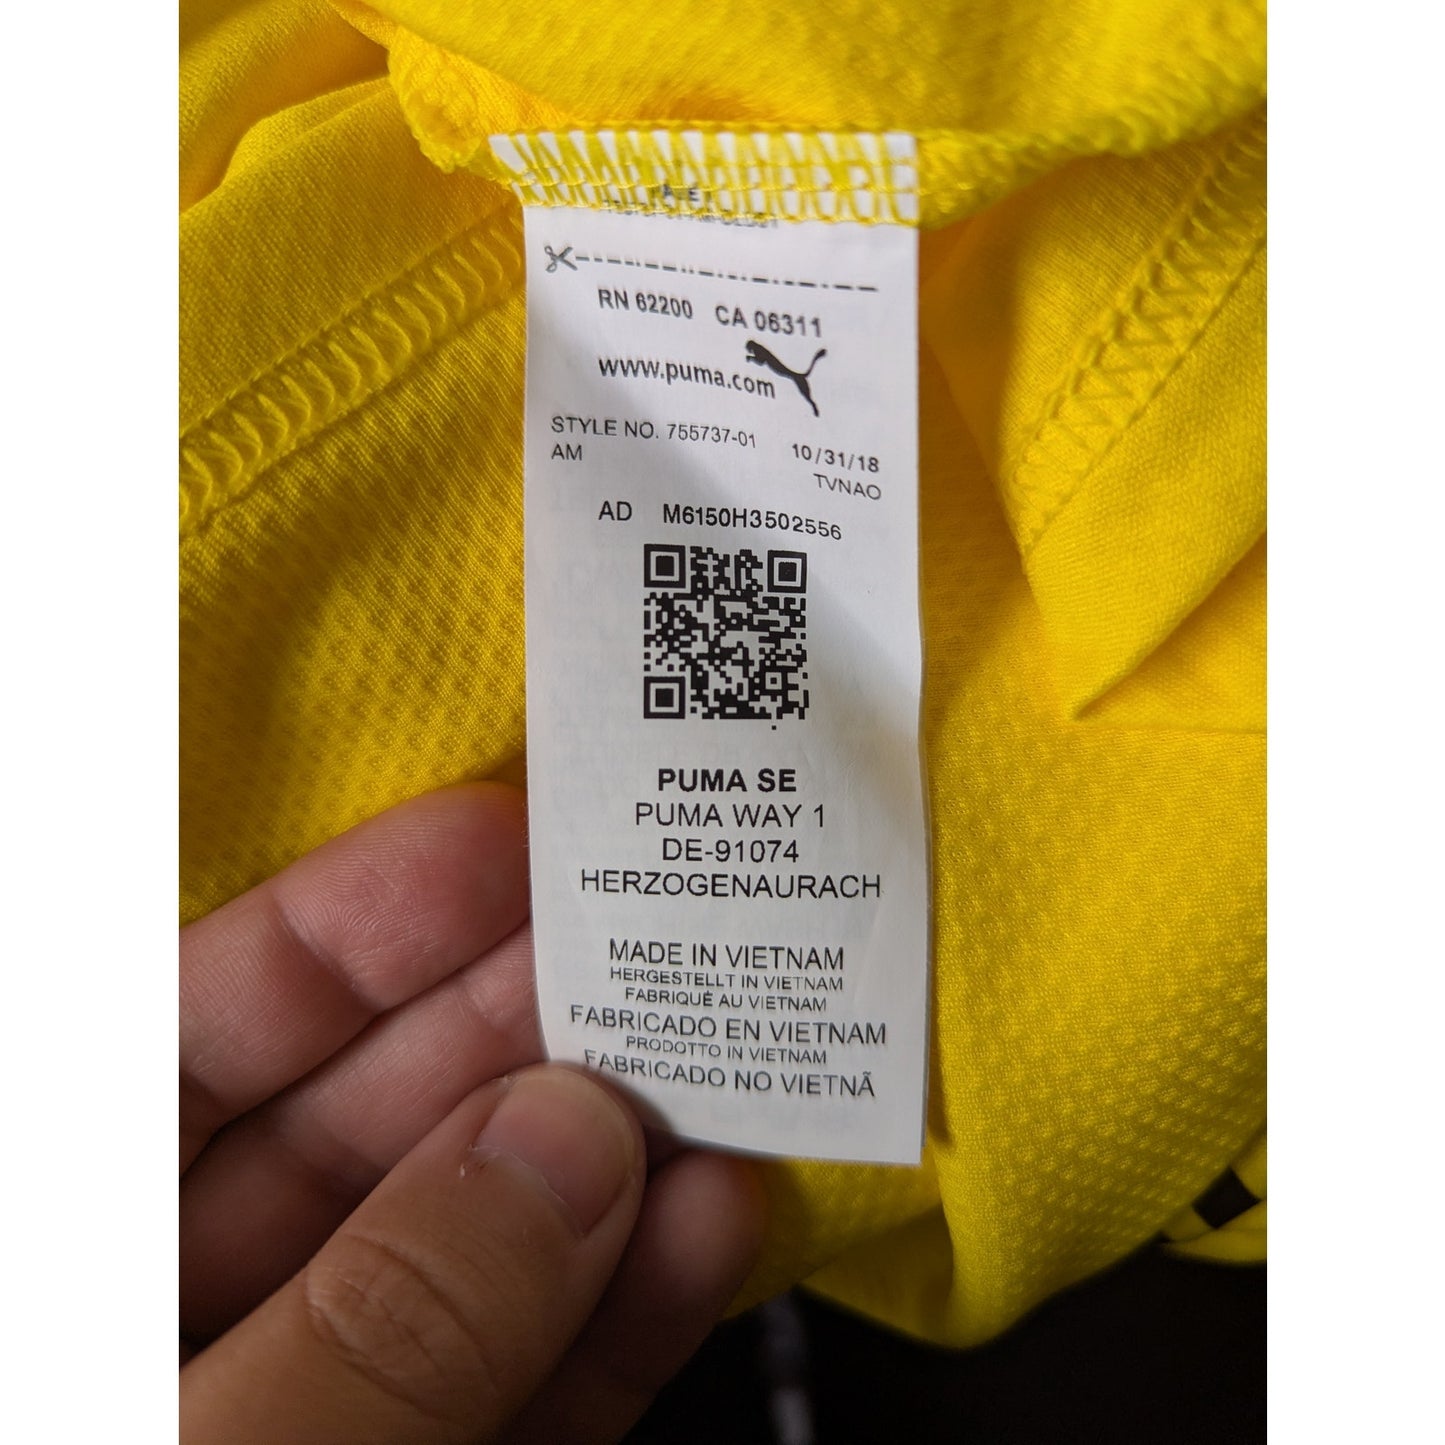 RN 62200 CA 06311
www.puma.com
STYLE NO. 755737-01 10/31/18
AM TVNAO
AD M6150H3502556
PUMA SE
PUMA WAY 1
DE-91074
HERZOGENAURACH
MADE IN VIETNAM
HERGESTELLT IN VIETNAM
FABRIQUÉ AU VIETNAM
FABRICADO EN VIETNAM
PRODOTTO IN VIETNAM
FABRICADO NO VIETNÃ